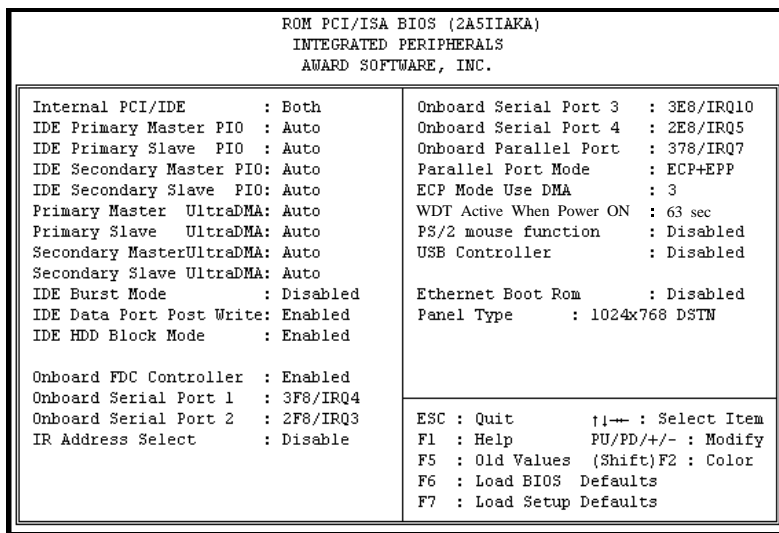 ROM PCI/ISA BIOS (2A5IIAKA)
INTEGRATED PERIPHERALS
AWARD SOFTWARE, INC.
Internal PCI/IDE : Both
IDE Primary Master PIO : Auto
IDE Primary Slave PIO : Auto
IDE Secondary Master PIO: Auto
IDE Secondary Slave PIO: Auto
Primary Master UltraDMA: Auto
Primary Slave UltraDMA: Auto
Secondary MasterUltraDMA: Auto
Secondary Slave UltraDMA: Auto
IDE Burst Mode : Disabled
IDE Data Port Post Write: Enabled
IDE HDD Block Mode : Enabled
Onboard FDC Controller : Enabled
Onboard Serial Port 1 : 3F8/IRQ4
Onboard Serial Port 2 : 2F8/IRQ3
IR Address Select : Disable
Onboard Serial Port 3 : 3E8/IRQ10
Onboard Serial Port 4 : 2E8/IRQ5
Onboard Parallel Port : 378/IRQ7
Parallel Port Mode : ECP+EPP
ECP Mode Use DMA : 3
WDT Active When Power ON : 63 sec
PS/2 mouse function : Disabled
USB Controller : Disabled
Ethernet Boot Rom : Disabled
Panel Type : 1024x768 DSTN
ESC : Quit ↑↓→← : Select Item
F1 : Help PU/PD/+/- : Modify
F5 : Old Values (Shift)F2 : Color
F6 : Load BIOS Defaults
F7 : Load Setup Defaults